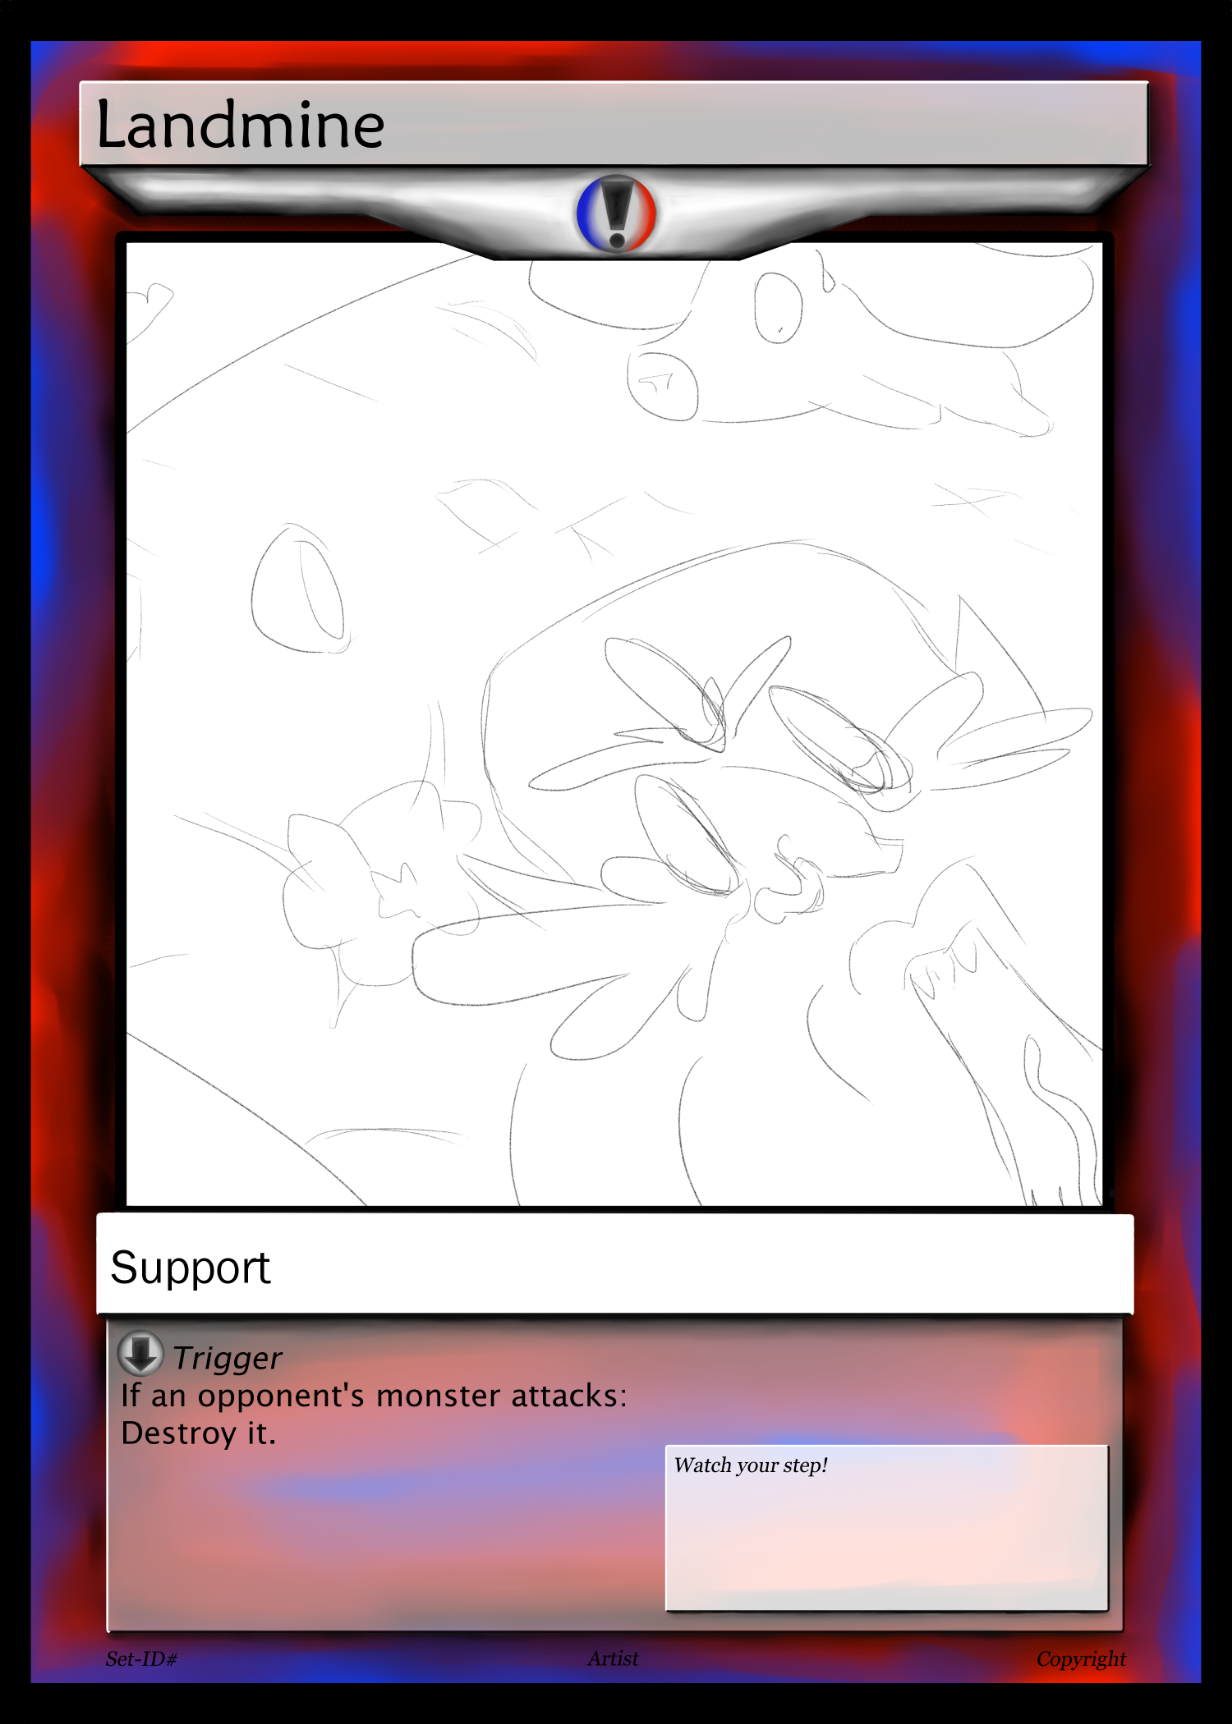 Landmine
Support
Trigger
If an opponent's monster attacks:
Destroy it.
Watch your step!
Set-ID#
Artist
Copyright